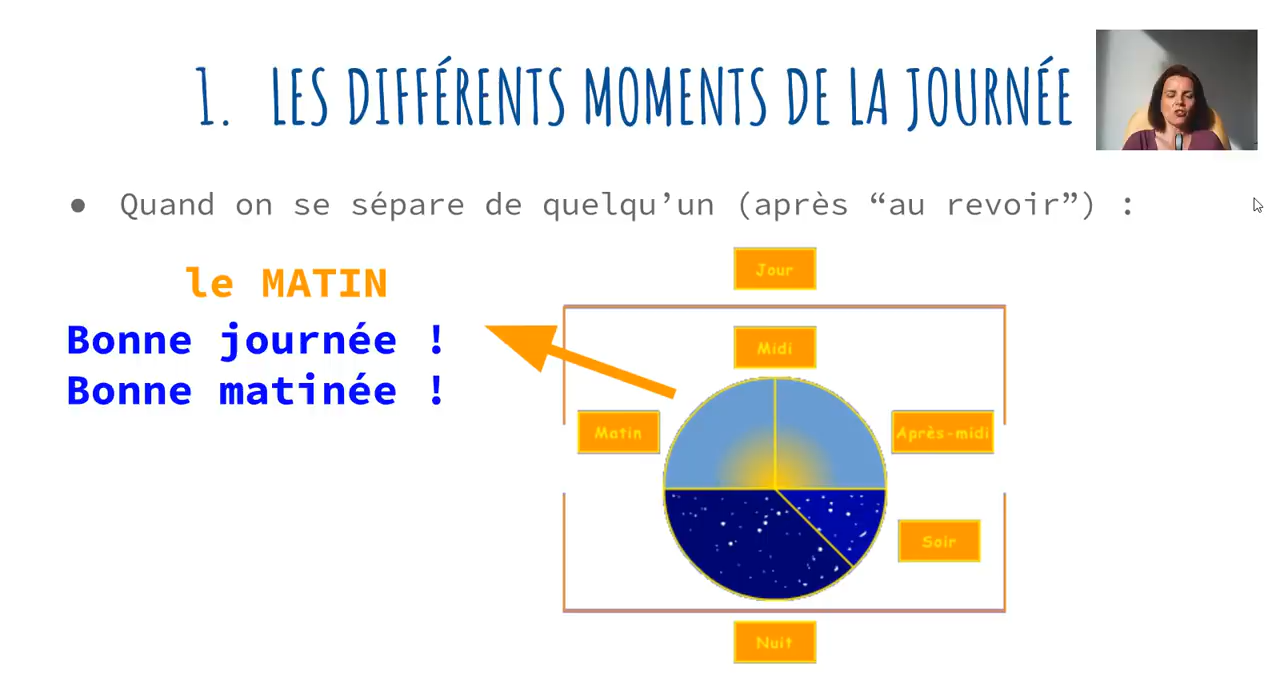 1. LES DIFFÉRENTS MOMENTS DE LA JOURNÉE
● Quand on se sépare de quelqu’un (après “au revoir”) :
le MATIN
Bonne journée !
Bonne matinée !
Jour
Midi
Matin
Après-midi
Soir
Nuit